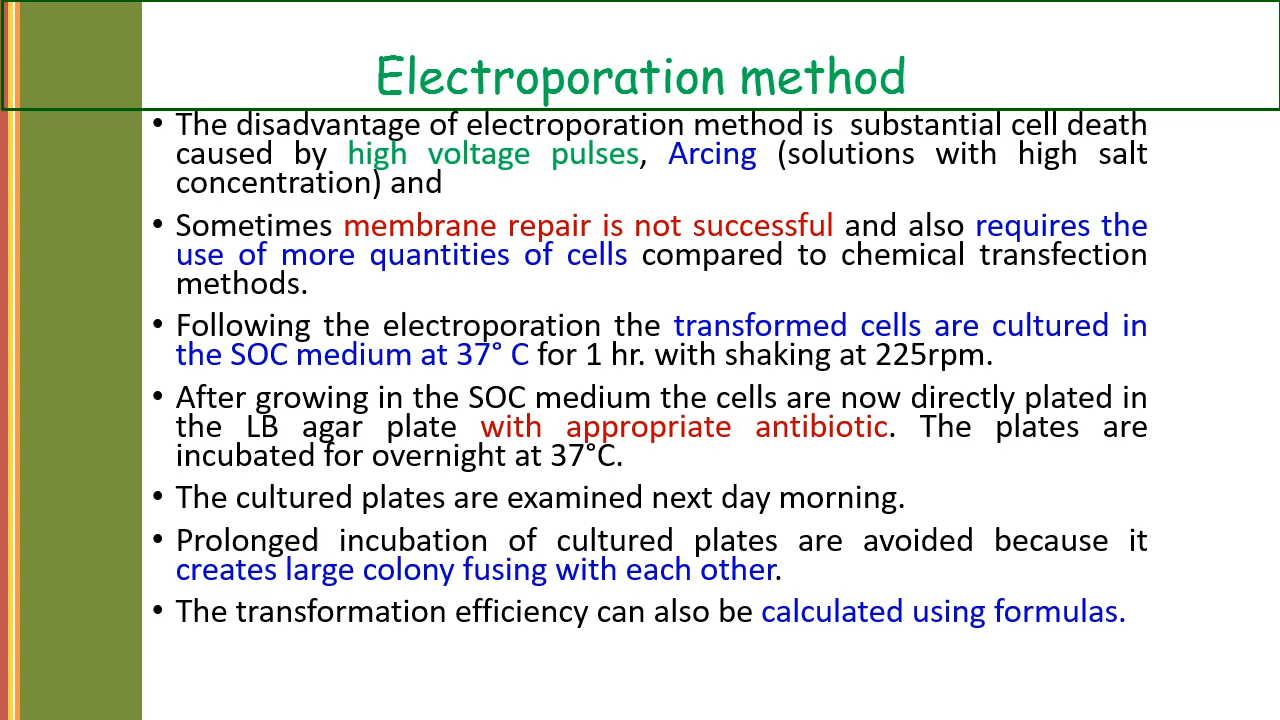 Electroporation method
• The disadvantage of electroporation method is substantial cell death
caused by high voltage pulses, Arcing (solutions with high salt
concentration) and
• Sometimes membrane repair is not successful and also requires the
use of more quantities of cells compared to chemical transfection
methods.
• Following the electroporation the transformed cells are cultured in
the SOC medium at 37° C for 1 hr. with shaking at 225rpm.
• After growing in the SOC medium the cells are now directly plated in
the LB agar plate with appropriate antibiotic. The plates are
incubated for overnight at 37°C.
• The cultured plates are examined next day morning.
• Prolonged incubation of cultured plates are avoided because it
creates large colony fusing with each other.
• The transformation efficiency can also be calculated using formulas.